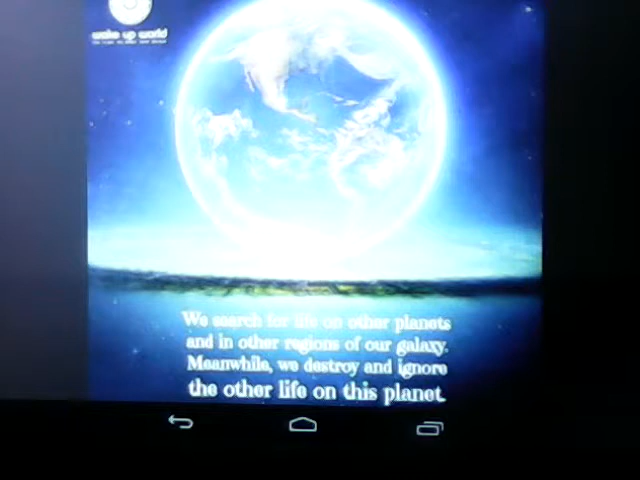 wake up world
We search for life on other planets
and in other regions of our galaxy.
Meanwhile, we destroy and ignore
the other life on this planet.